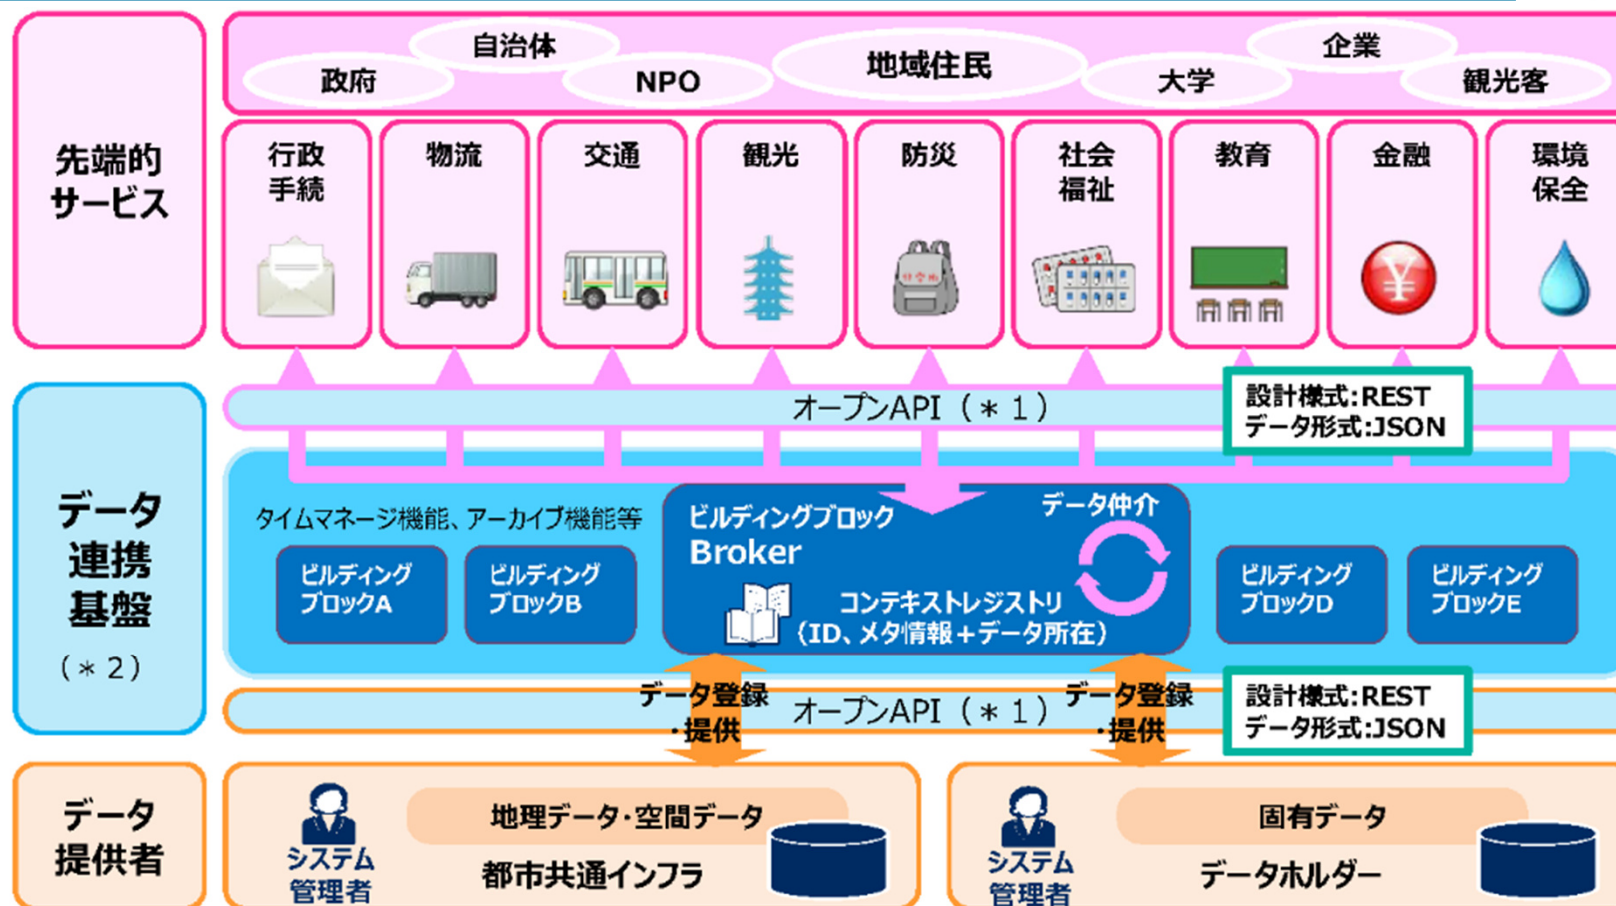 先端的
サービス
政府
自治体
NPO
地域住民
大学
企業
観光客
行政
手続
物流
交通
観光
防災
社会
福祉
教育
金融
環境
保全
データ
連携
基盤
(＊2)
オープンAPI（＊1）
設計様式:REST
データ形式:JSON
タイムマネージ機能、アーカイブ機能等
ビルディング
ブロックA
ビルディング
ブロックB
ビルディングブロック
Broker
データ仲介
コンテキストレジストリ
(ID、メタ情報＋データ所在)
ビルディング
ブロックD
ビルディング
ブロックE
データ登録
・提供
オープンAPI（＊1）
データ登録
・提供
設計様式:REST
データ形式:JSON
データ
提供者
システム
管理者
地理データ・空間データ
都市共通インフラ
システム
管理者
固有データ
データホルダー